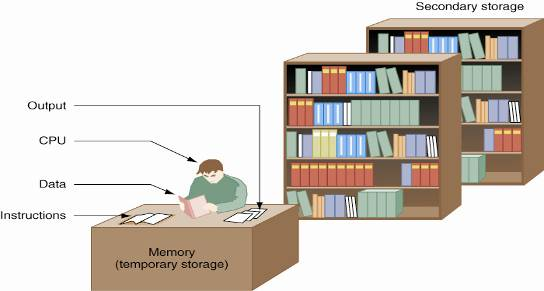 Secondary storage
Output
CPU
Data
Instructions
Memory
(temporary storage)